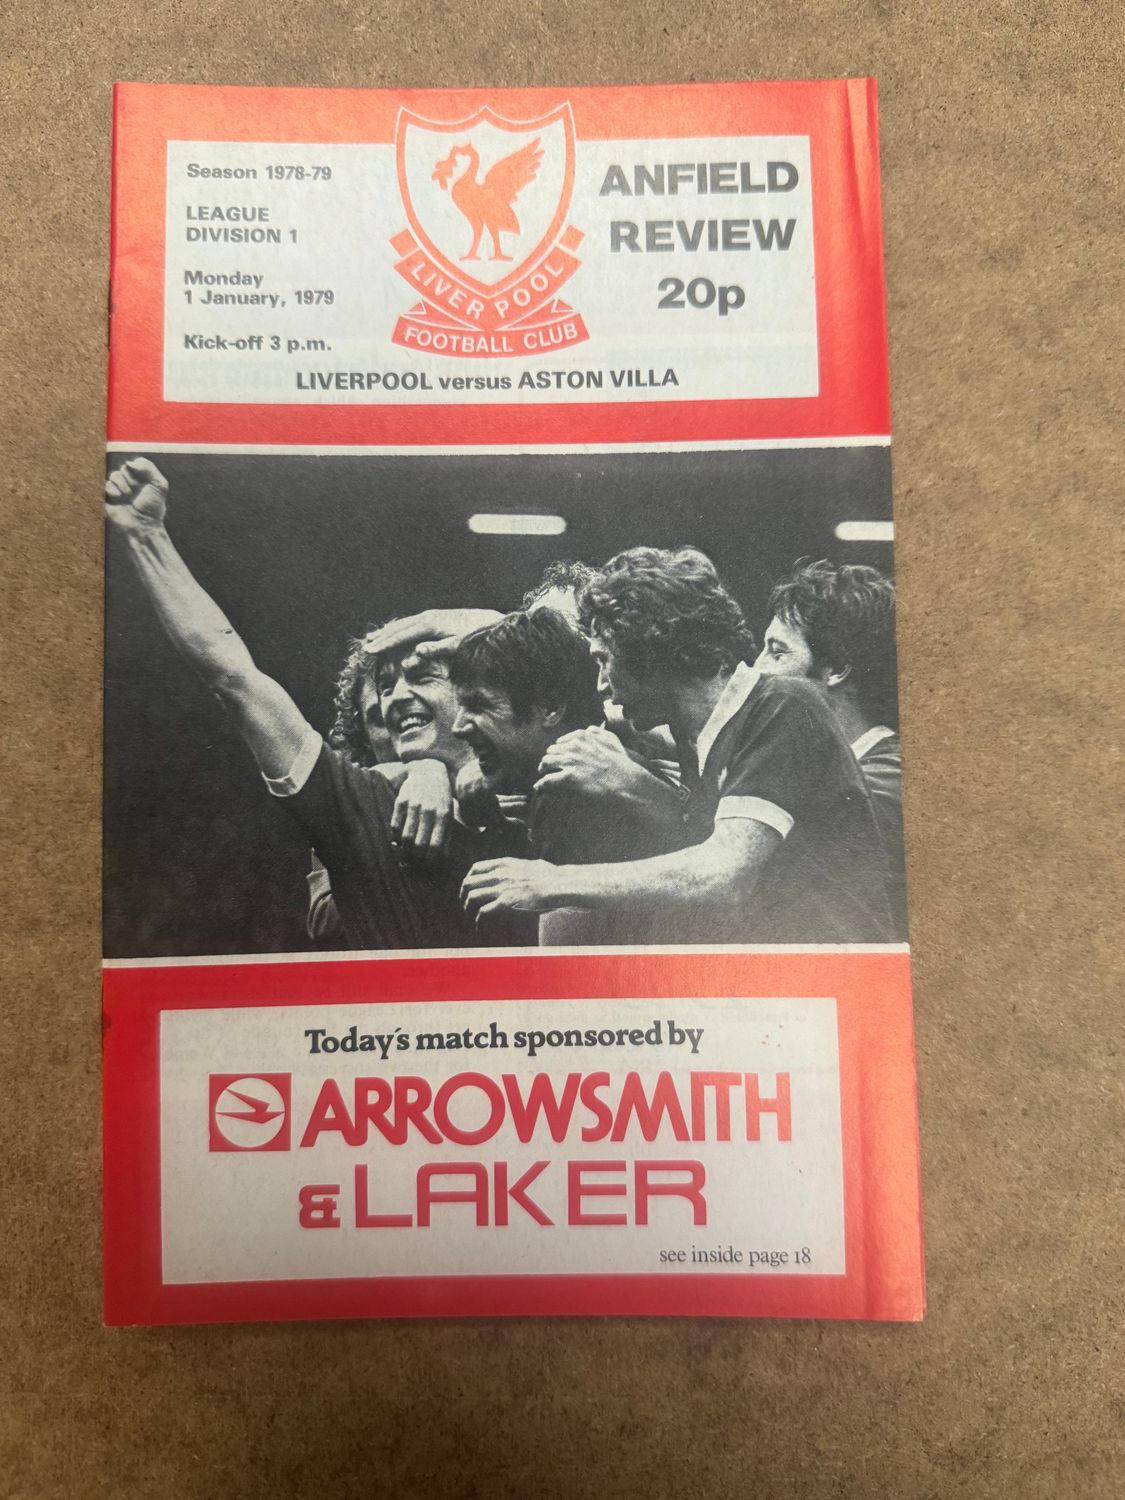 Season 1978-79
LEAGUE
DIVISION 1
Monday
1 January, 1979
Kick-off 3 p.m.
LIVERPOOL
FOOTBALL CLUB
ANFIELD
REVIEW
20p
LIVERPOOL versus ASTON VILLA
Today's match sponsored by
ARROWSMITH
& LAKER
see inside page 18